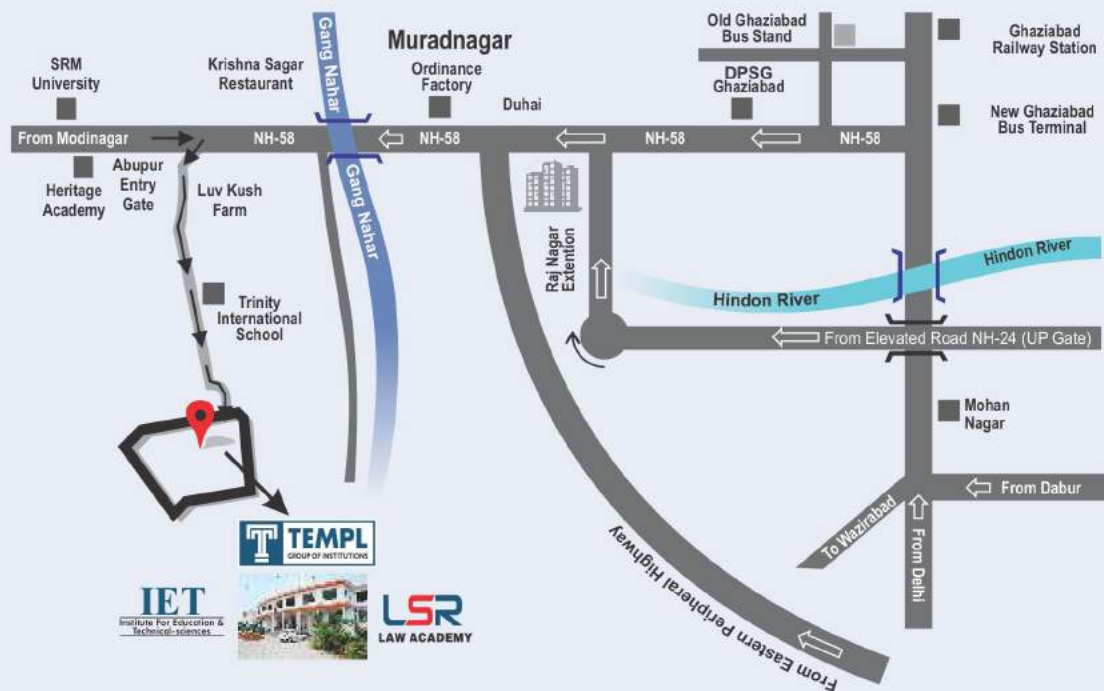 SRM
University
Krishna Sagar
Restaurant
Gang Nahar
Muradnagar
Ordinance
Factory
Duhai
Old Ghaziabad
Bus Stand
DPSG
Ghaziabad
Ghaziabad
Railway Station
New Ghaziabad
Bus Terminal
From Modinagar
NH-58
NH-58
NH-58
NH-58
Heritage
Academy
Abupur
Entry
Gate
Luv Kush
Farm
Gang Nahar
Trinity
International
School
Raj Nagar
Extention
Hindon River
Hindon River
From Elevated Road NH-24 (UP Gate)
Mohan
Nagar
From Dabur
To Wazirabad
From Delhi
From Eastern Peripheral Highway
TEMPL
GROUP OF INSTITUTIONS
IET
Institute For Education &
Technical-sciences
LSR
LAW ACADEMY